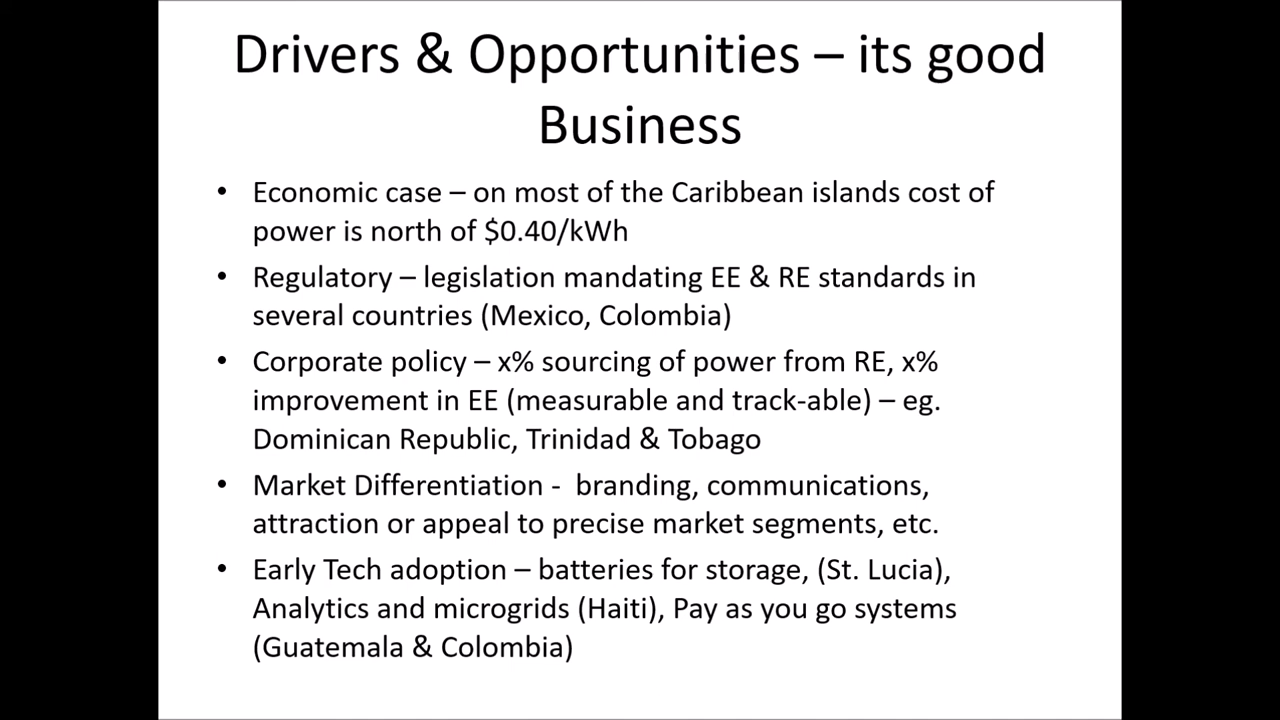 Drivers & Opportunities – its good
Business
• Economic case – on most of the Caribbean islands cost of
power is north of $0.40/kWh
• Regulatory – legislation mandating EE & RE standards in
several countries (Mexico, Colombia)
• Corporate policy – x% sourcing of power from RE, x%
improvement in EE (measurable and track-able) – eg.
Dominican Republic, Trinidad & Tobago
• Market Differentiation -  branding, communications,
attraction or appeal to precise market segments, etc.
• Early Tech adoption – batteries for storage, (St. Lucia),
Analytics and microgrids (Haiti), Pay as you go systems
(Guatemala & Colombia)